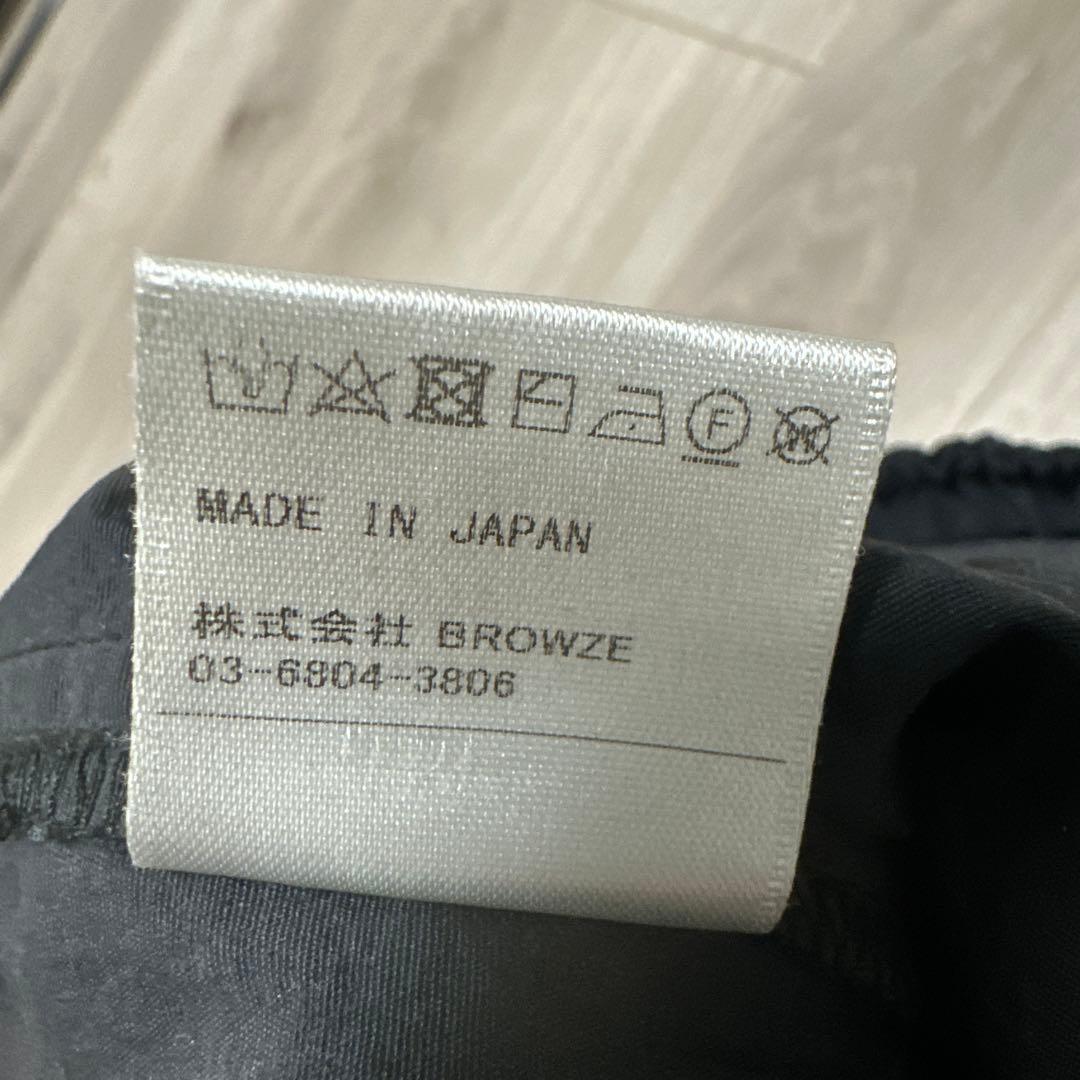 F
W
MADE IN JAPAN
株式会社 BROWZE
03-6804-3806